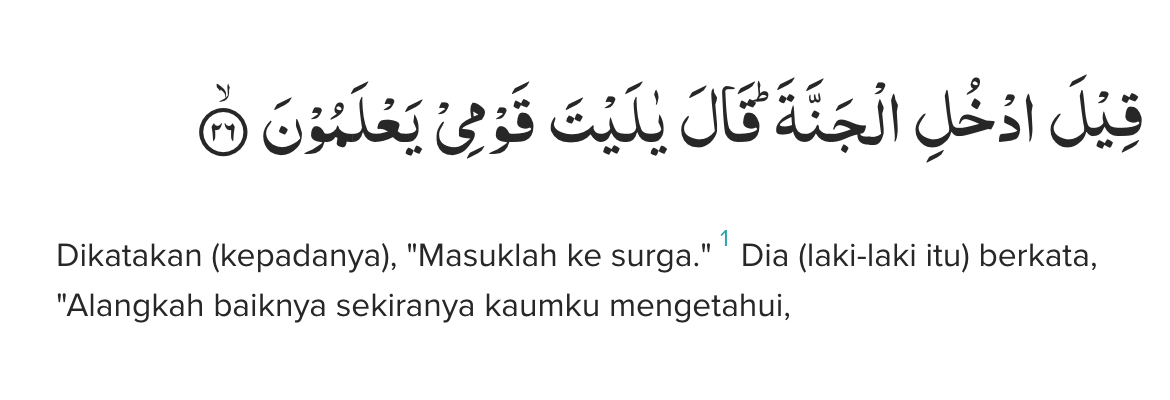 قِيْلَ ادْخُلِ الْجَنَّةَ ۗقَالَ يٰلَيْتَ قَوْمِيْ يَعْلَمُوْنَۙ ٢٦
Dikatakan (kepadanya), "Masuklah ke surga." 1 Dia (laki-laki itu) berkata,
"Alangkah baiknya sekiranya kaumku mengetahui,